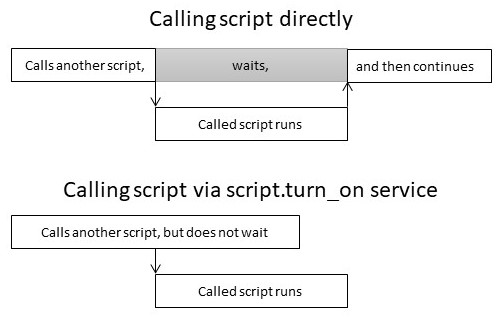 Calling script directly
Calls another script, waits, and then continues
Called script runs
Calling script via script.turn_on service
Calls another script, but does not wait
Called script runs